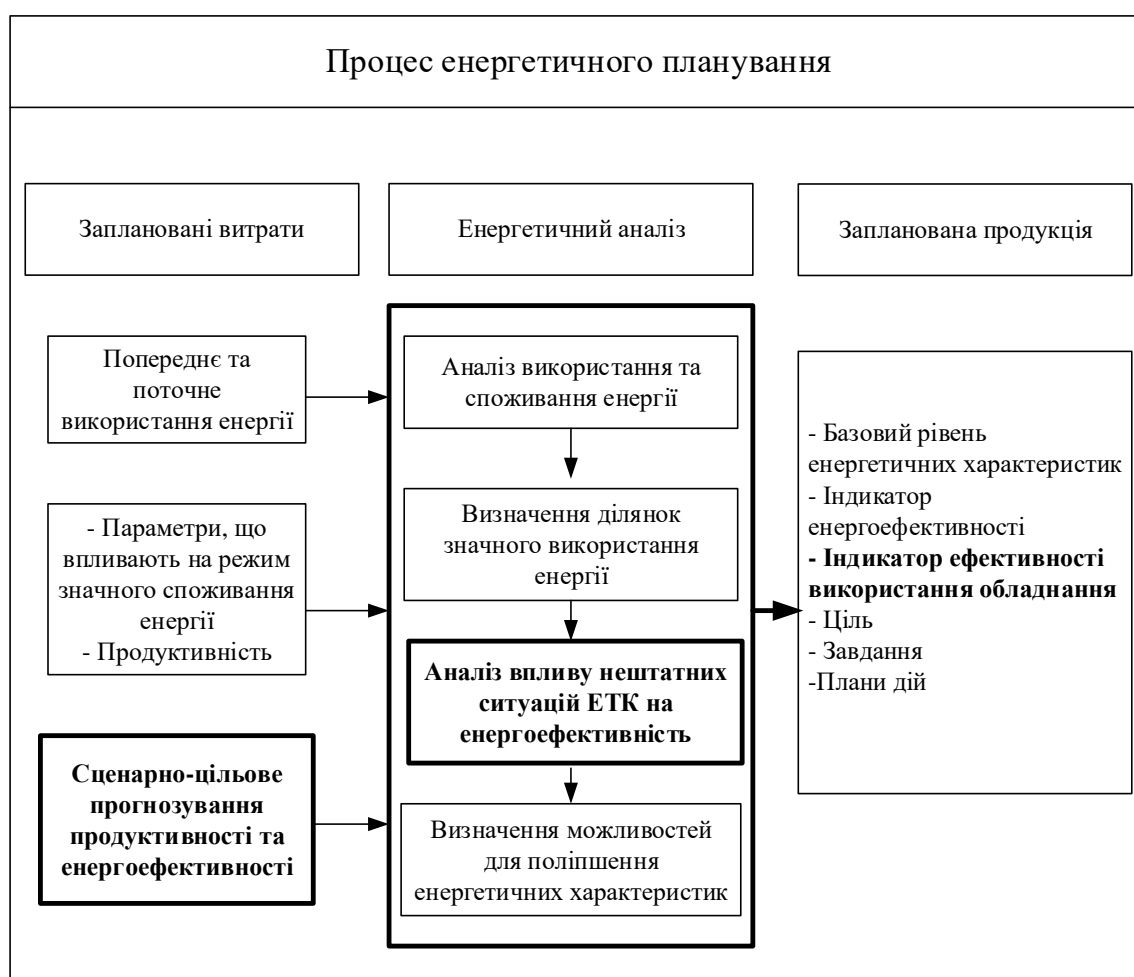 Процес енергетичного планування
Заплановані витрати
Енергетичний аналіз
Запланована продукція
Попереднє та
поточне
використання енергії
- Параметри, що
впливають на режим
значного споживання
енергії
- Продуктивність
Сценарно-цільове
прогнозування
продуктивності та
енергоефективності
Аналіз використання та
споживання енергії
Визначення ділянок
значного використання
енергії
Аналіз впливу нештатних
ситуацій ЕТК на
енергоефективність
Визначення можливостей
для поліпшення
енергетичних характеристик
- Базовий рівень
енергетичних характеристик
- Індикатор
енергоефективності
- Індикатор ефективності
використання обладнання
- Ціль
- Завдання
-Плани дій